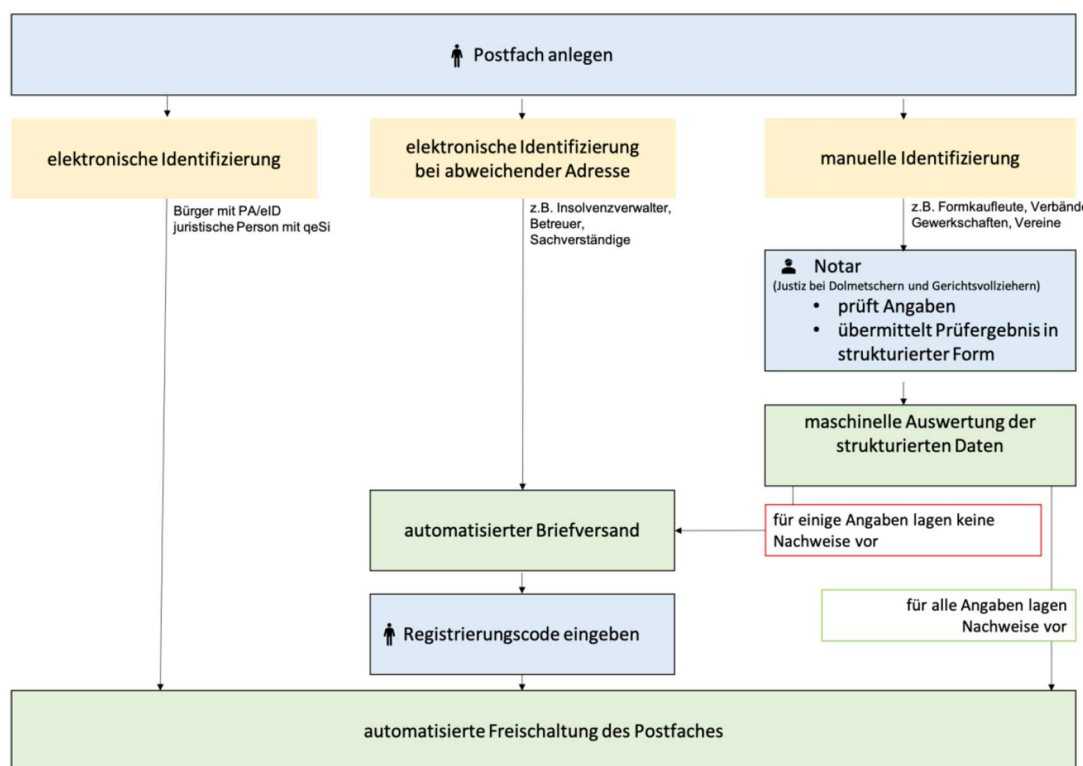 Postfach anlegen
elektronische Identifizierung
Bürger mit PA/eID
juristische Person mit qeSi
elektronische Identifizierung
bei abweichender Adresse
z.B. Insolvenzverwalter,
Betreuer,
Sachverständige
manuelle Identifizierung
z.B. Formkaufleute, Verbände
Gewerkschaften, Vereine
Notar
(Justiz bei Dolmetschern und Gerichtsvollziehern)
• prüft Angaben
• übermittelt Prüfergebnis in
strukturierter Form
maschinelle Auswertung der
strukturierten Daten
für einige Angaben lagen keine
Nachweise vor
automatisierter Briefversand
für alle Angaben lagen
Nachweise vor
Registrierungscode eingeben
automatisierte Freischaltung des Postfaches